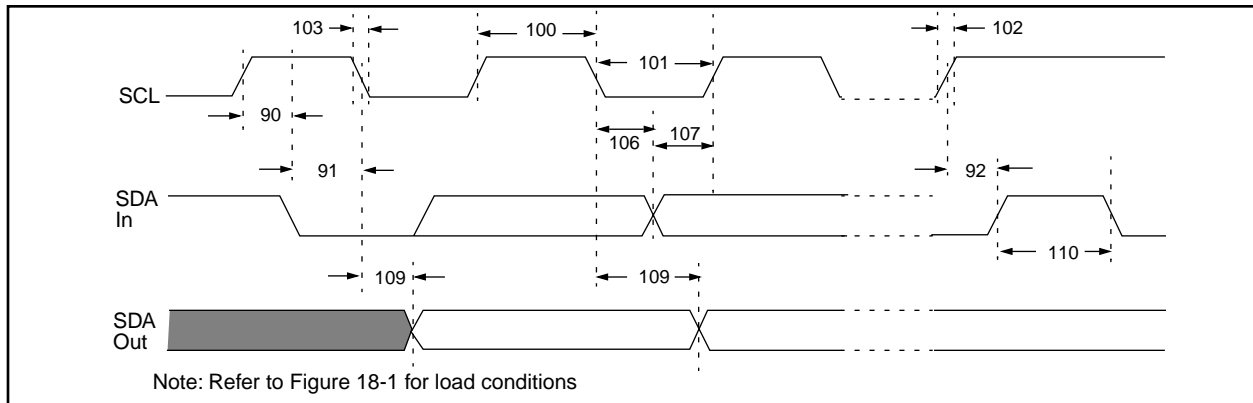 103
100
102
101
SCL
90
106
107
91
92
SDA
In
110
109
109
SDA
Out
Note: Refer to Figure 18-1 for load conditions